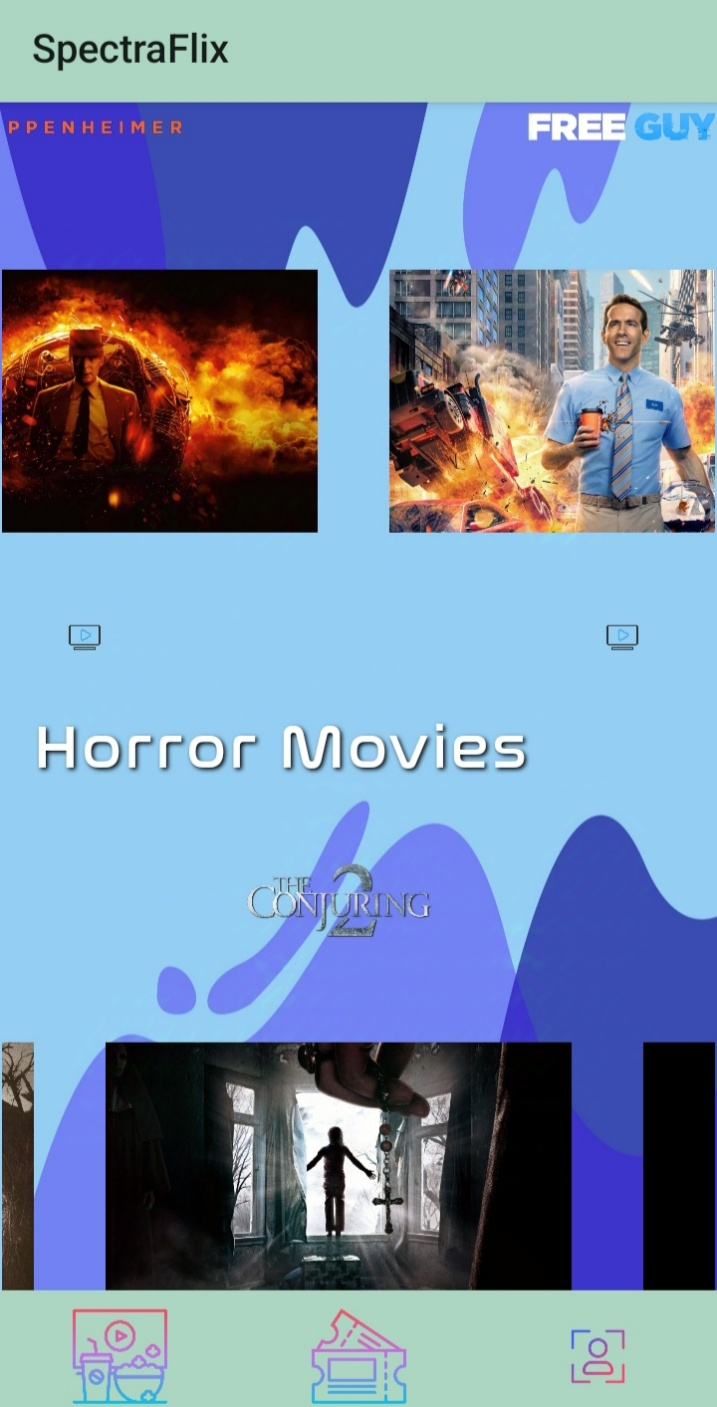 SpectraFlix
PPENHEIMER
FREE GUY
Horror Movies
THE
CONJURING
2